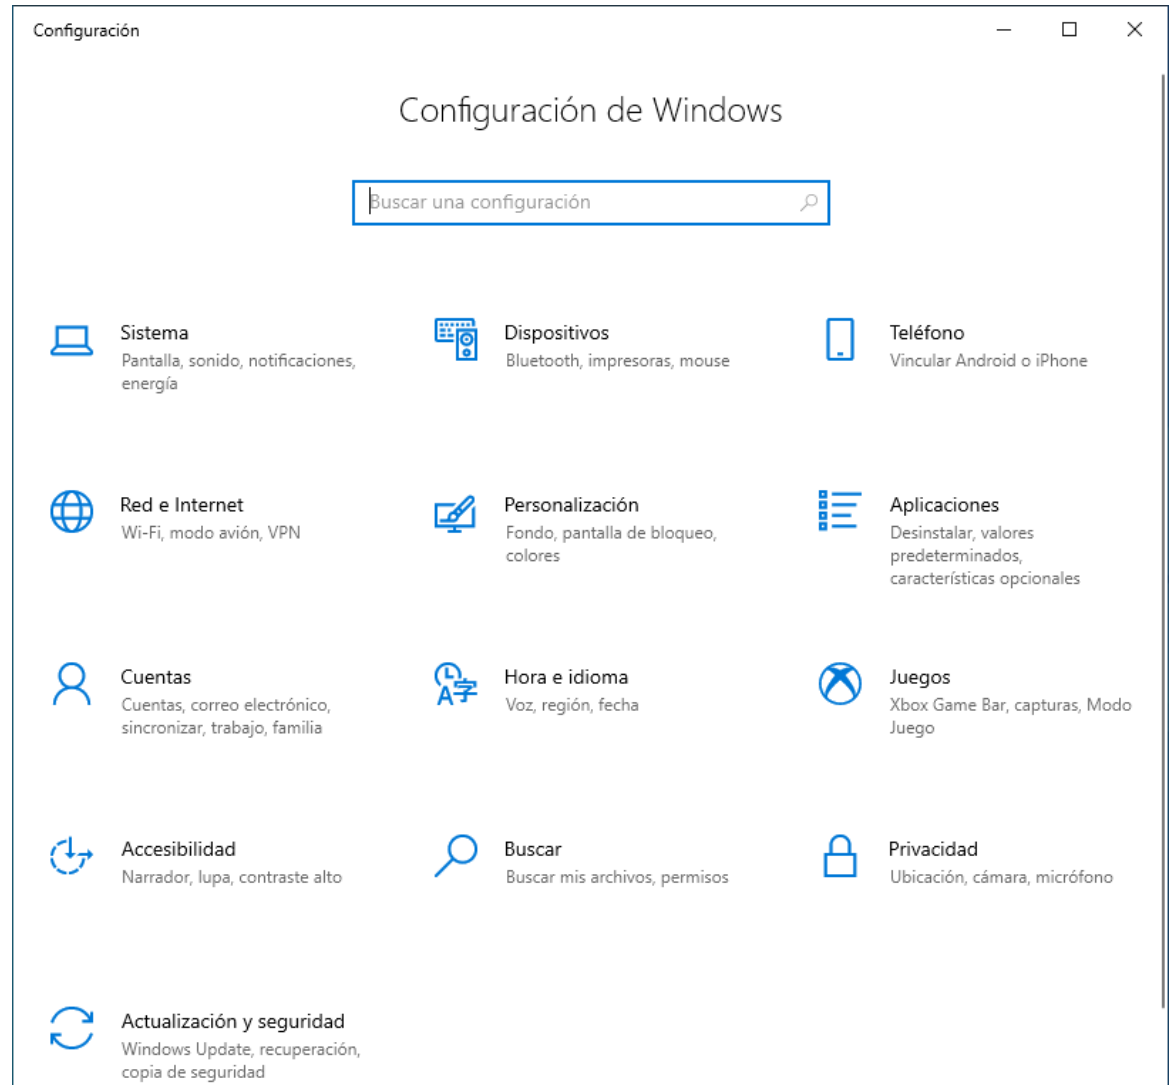 Configuración
Configuración de Windows
Buscar una configuración
Sistema
Pantalla, sonido, notificaciones,
energía
Dispositivos
Bluetooth, impresoras, mouse
Teléfono
Vincular Android o iPhone
Red e Internet
Wi-Fi, modo avión, VPN
Personalización
Fondo, pantalla de bloqueo,
colores
Aplicaciones
Desinstalar, valores
predeterminados,
características opcionales
Cuentas
Cuentas, correo electrónico,
sincronizar, trabajo, familia
Hora e idioma
Voz, región, fecha
Juegos
Xbox Game Bar, capturas, Modo
Juego
Accesibilidad
Narrador, lupa, contraste alto
Buscar
Buscar mis archivos, permisos
Privacidad
Ubicación, cámara, micrófono
Actualización y seguridad
Windows Update, recuperación,
copia de seguridad